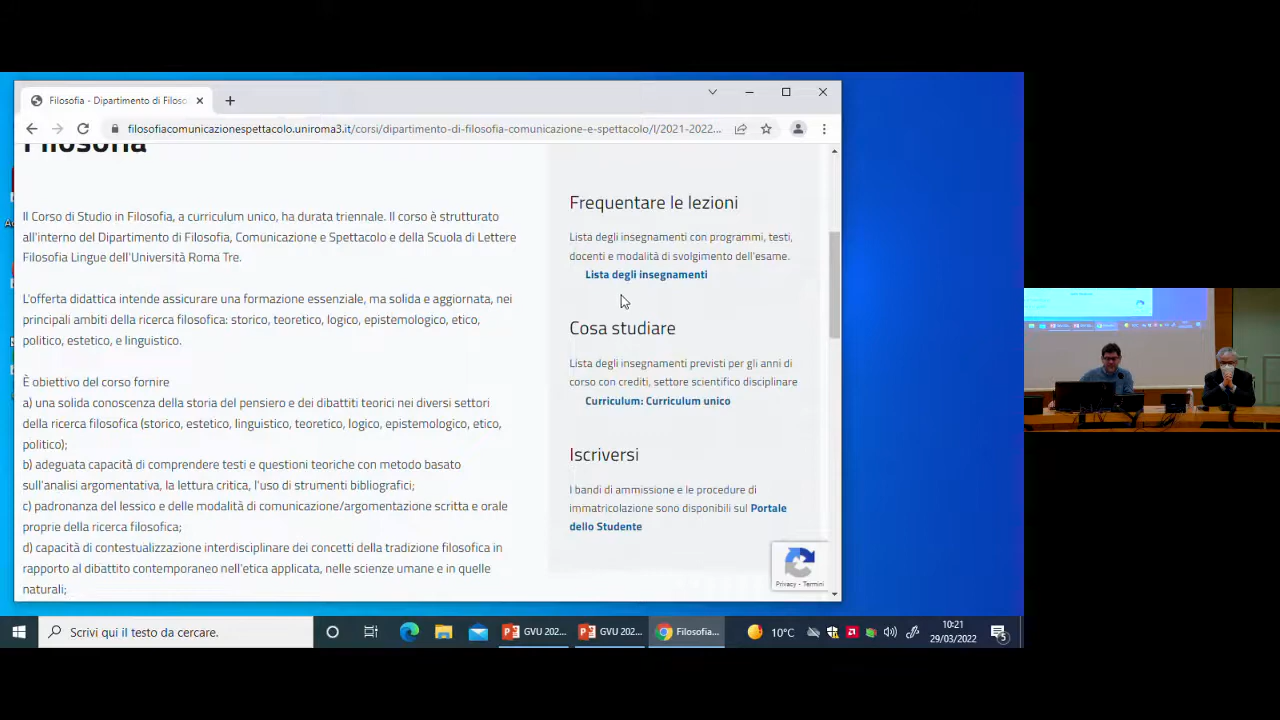 Filosofia - Dipartimento di Filoso
filosofiacomunicazionespettacolo.uniroma3.it/corsi/dipartimento-di-filosofia-comunicazione-e-spettacolo/l/2021-2022...
Filosofia
Il Corso di Studio in Filosofia, a curriculum unico, ha durata triennale. Il corso è strutturato
all'interno del Dipartimento di Filosofia, Comunicazione e Spettacolo e della Scuola di Lettere
Filosofia Lingue dell'Università Roma Tre.
L'offerta didattica intende assicurare una formazione essenziale, ma solida e aggiornata, nei
principali ambiti della ricerca filosofica: storico, teoretico, logico, epistemologico, etico,
politico, estetico, e linguistico.
È obiettivo del corso fornire
a) una solida conoscenza della storia del pensiero e dei dibattiti teorici nei diversi settori
della ricerca filosofica (storico, estetico, linguistico, teoretico, logico, epistemologico, etico,
politico);
b) adeguata capacità di comprendere testi e questioni teoriche con metodo basato
sull'analisi argomentativa, la lettura critica, l'uso di strumenti bibliografici;
c) padronanza del lessico e delle modalità di comunicazione/argomentazione scritta e orale
proprie della ricerca filosofica;
d) capacità di contestualizzazione interdisciplinare dei concetti della tradizione filosofica in
rapporto al dibattito contemporaneo nell'etica applicata, nelle scienze umane e in quelle
naturali;
Frequentare le lezioni
Lista degli insegnamenti con programmi, testi,
docenti e modalità di svolgimento dell'esame.
Lista degli insegnamenti
Cosa studiare
Lista degli insegnamenti previsti per gli anni di
corso con crediti, settore scientifico disciplinare
Curriculum: Curriculum unico
Iscriversi
I bandi di ammissione e le procedure di
immatricolazione sono disponibili sul Portale
dello Studente
Privacy - Termini
Scrivi qui il testo da cercare.
GVU 202...
GVU 202...
Filosofia...
10°C
10:21
29/03/2022
5